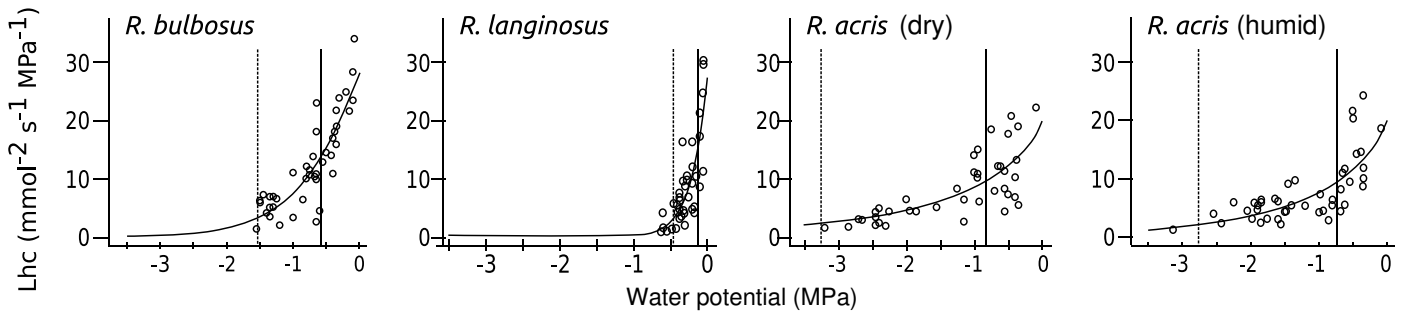 R. bulbosus
R. langinosus
R. acris (dry)
R. acris (humid)
Lhc (mmol⁻² s⁻¹ MPa⁻¹)
30
20
10
0
-3 -2 -1 0
30
20
10
0
-3 -2 -1 0
30
20
10
0
-3 -2 -1 0
30
20
10
0
-3 -2 -1 0
Water potential (MPa)